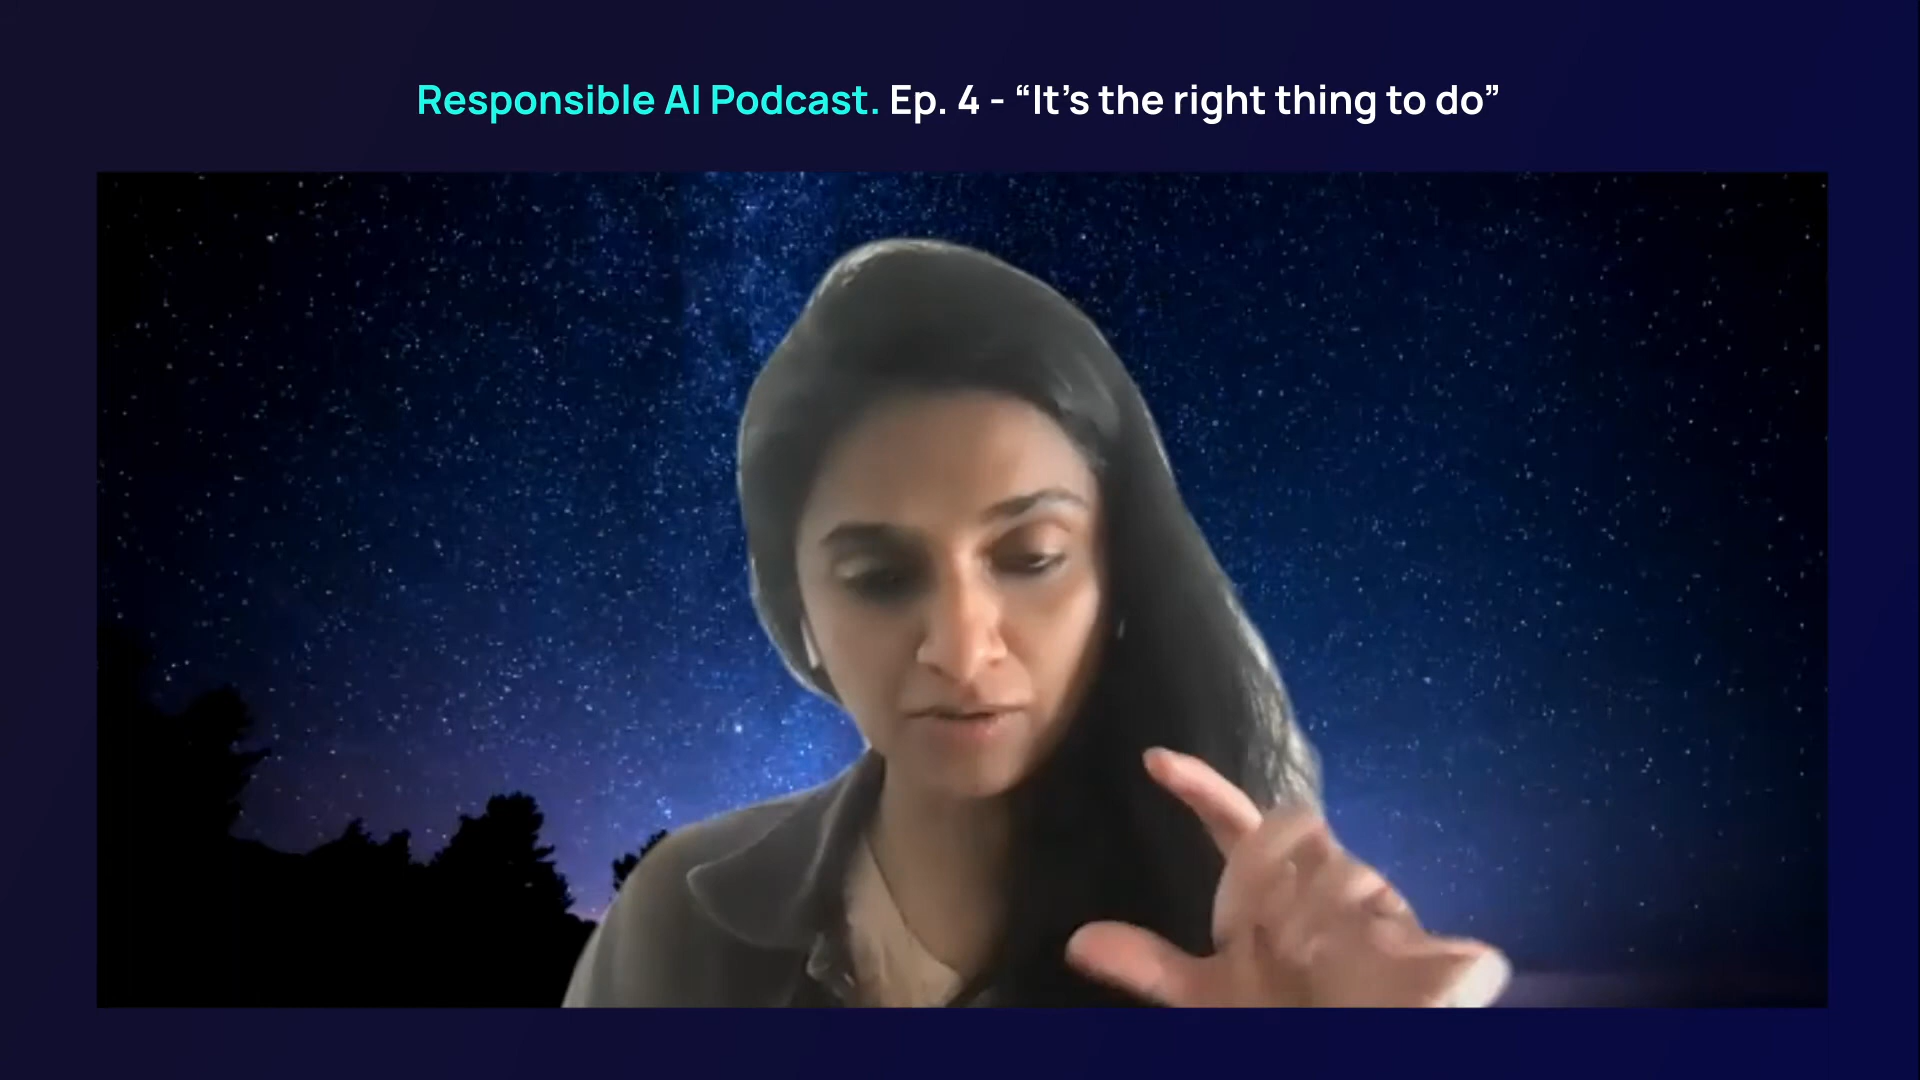 Responsible AI Podcast. Ep. 4 - “It’s the right thing to do”